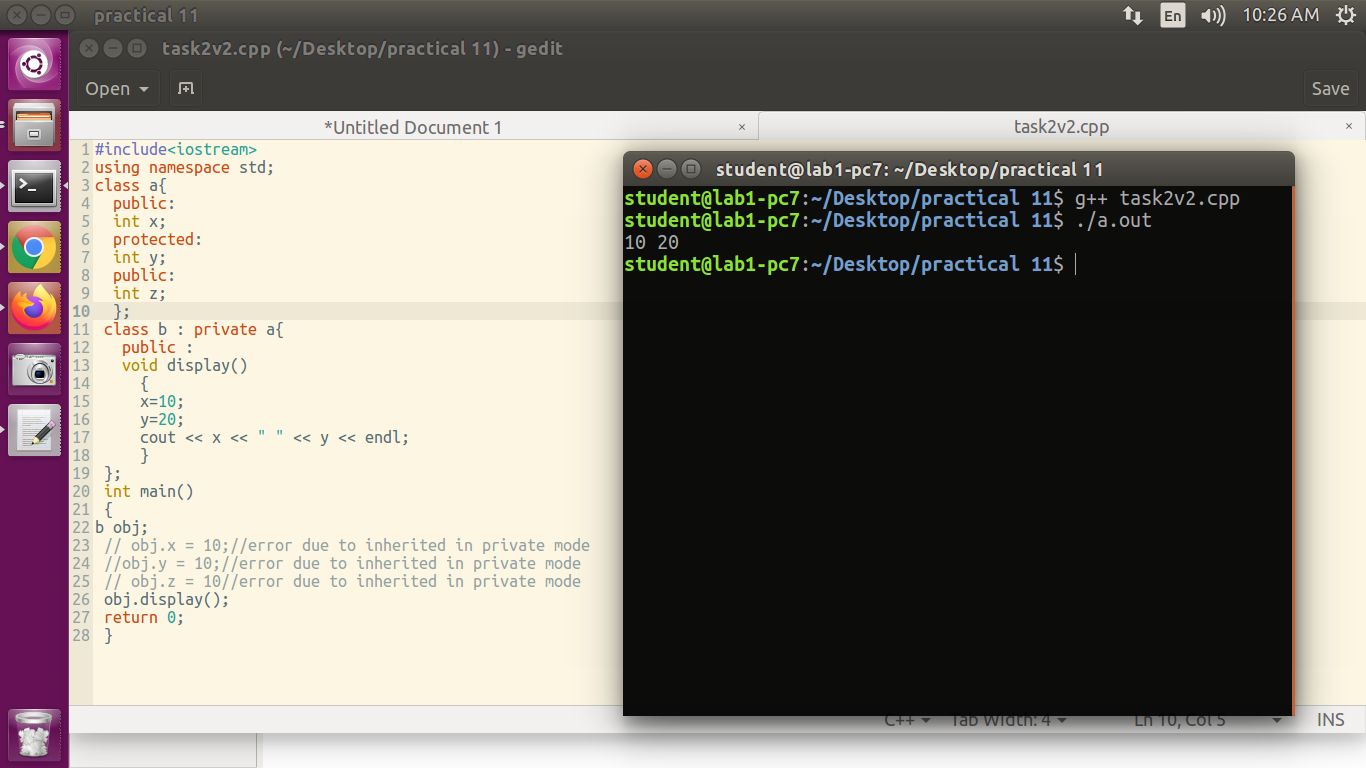 practical 11
En
10:26 AM
task2v2.cpp (~/Desktop/practical 11) - gedit
Open
Save
*Untitled Document 1
×
task2v2.cpp
×
1 #include<iostream>
2 using namespace std;
3 class a{
4 public:
5 int x;
6 protected:
7 int y;
8 public:
9 int z;
10 };
11 class b : private a{
12 public :
13 void display()
14 {
15 x=10;
16 y=20;
17 cout << x << " " << y << endl;
18 }
19 };
20 int main()
21 {
22 b obj;
23 // obj.x = 10;//error due to inherited in private mode
24 //obj.y = 10;//error due to inherited in private mode
25 // obj.z = 10//error due to inherited in private mode
26 obj.display();
27 return 0;
28 }
student@lab1-pc7: ~/Desktop/practical 11
student@lab1-pc7:~/Desktop/practical 11$ g++ task2v2.cpp
student@lab1-pc7:~/Desktop/practical 11$ ./a.out
10 20
student@lab1-pc7:~/Desktop/practical 11$
C++
Tab Width: 4
Ln 10, Col 5
INS